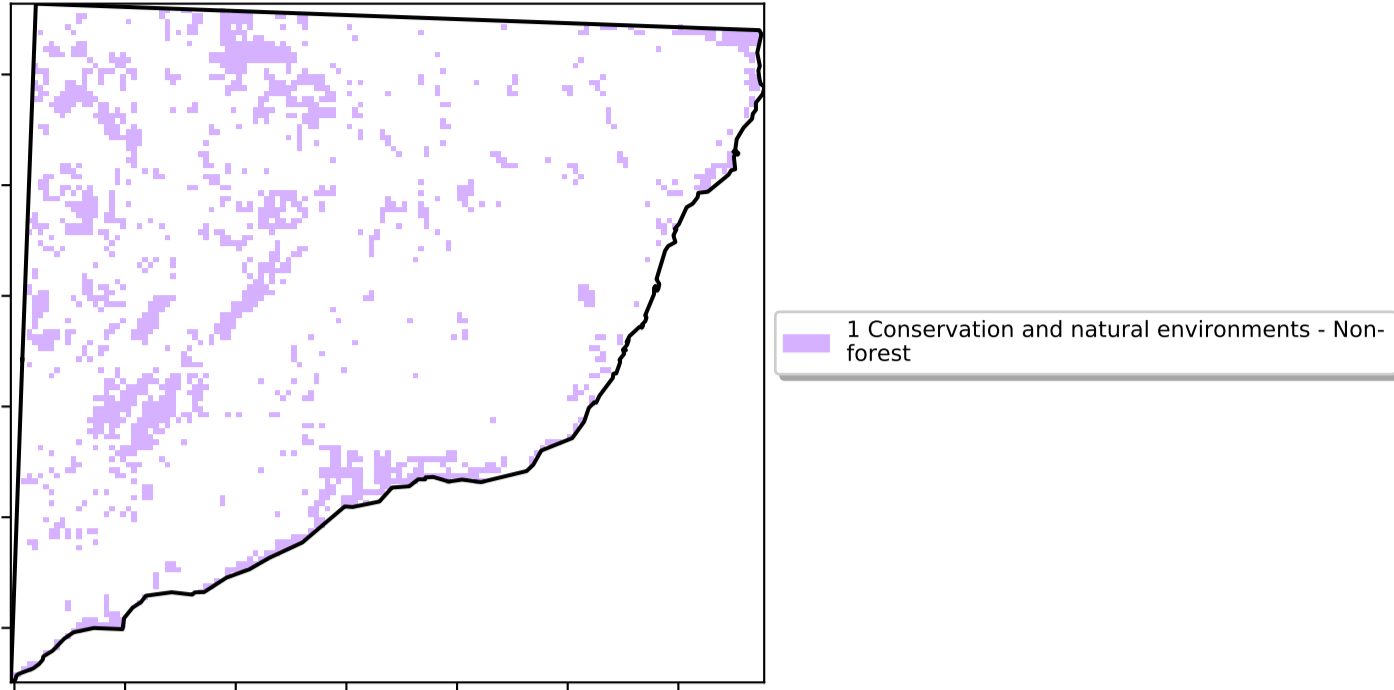 1 Conservation and natural environments - Non-
forest